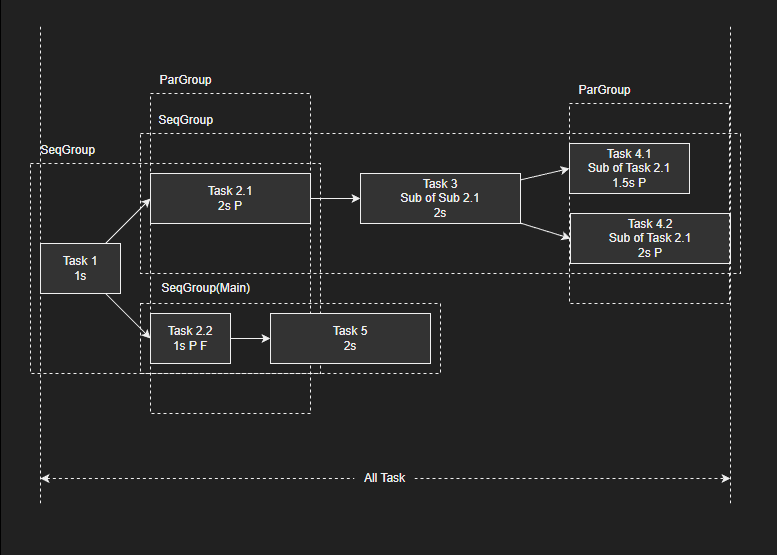 ParGroup
ParGroup
SeqGroup
SeqGroup
Task 2.1
2s P
Task 3
Sub of Sub 2.1
2s
Task 4.1
Sub of Task 2.1
1.5s P
Task 4.2
Sub of Task 2.1
2s P
Task 1
1s
SeqGroup(Main)
Task 2.2
1s P F
Task 5
2s
All Task